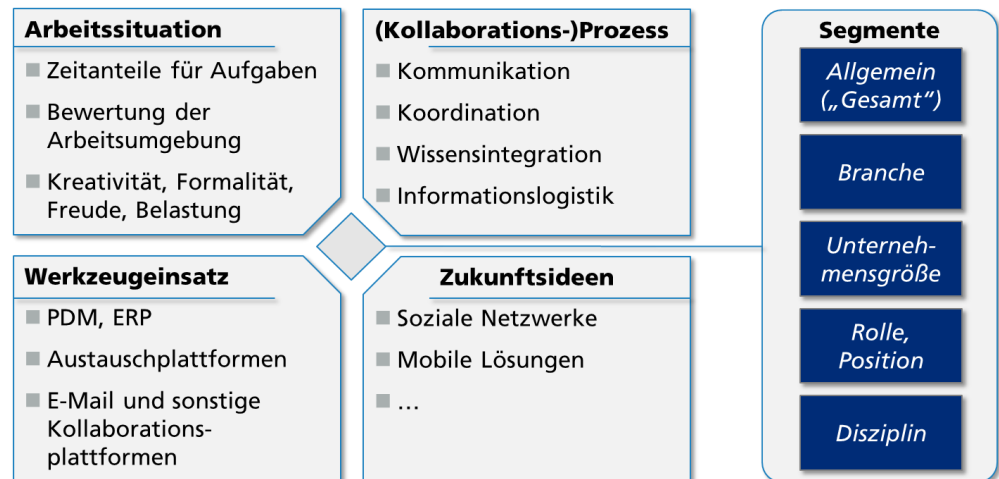 Arbeitssituation
Zeitanteile für Aufgaben
Bewertung der
Arbeitsumgebung
Kreativität, Formalität,
Freude, Belastung
(Kollaborations-)Prozess
Kommunikation
Koordination
Wissensintegration
Informationslogistik
Werkzeugeinsatz
PDM, ERP
Austauschplattformen
E-Mail und sonstige
Kollaborations-
plattformen
Zukunftsideen
Soziale Netzwerke
Mobile Lösungen
...
Segmente
Allgemein
(„Gesamt“)
Branche
Unterneh-
mensgröße
Rolle,
Position
Disziplin